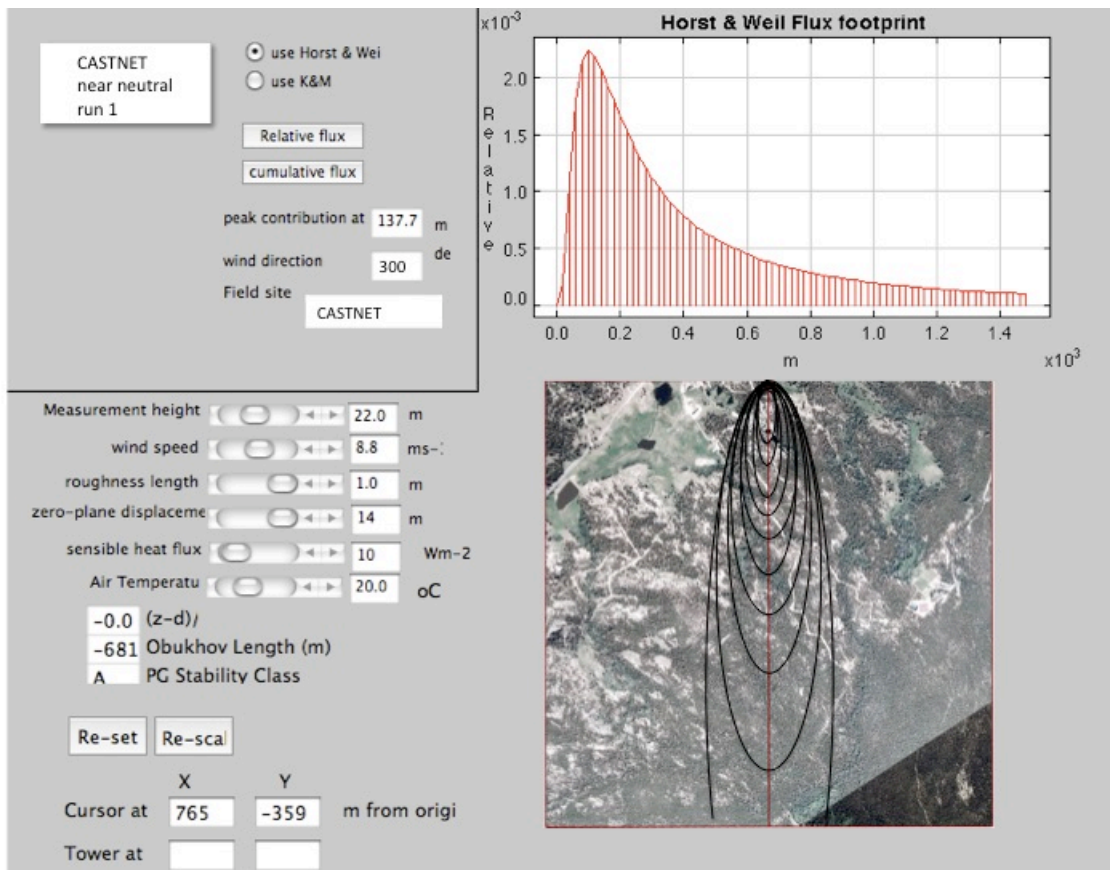 CASTNET
near neutral
run 1
use Horst & Wei
use K&M
Relative flux
cumulative flux
peak contribution at 137.7 m
wind direction 300 de
Field site CASTNET
Horst & Weil Flux footprint
x10^-3
Relative
2.0
1.5
1.0
0.5
0.0
0.0 0.2 0.4 0.6 0.8 1.0 1.2 1.4
m x10^3
Measurement height 22.0 m
wind speed 8.8 ms-1
roughness length 1.0 m
zero-plane displaceme 14 m
sensible heat flux 10 Wm-2
Air Temperatu 20.0 oC
-0.0 (z-d)/
-681 Obukhov Length (m)
A PG Stability Class
Re-set Re-scal
X Y
Cursor at 765 -359 m from origi
Tower at